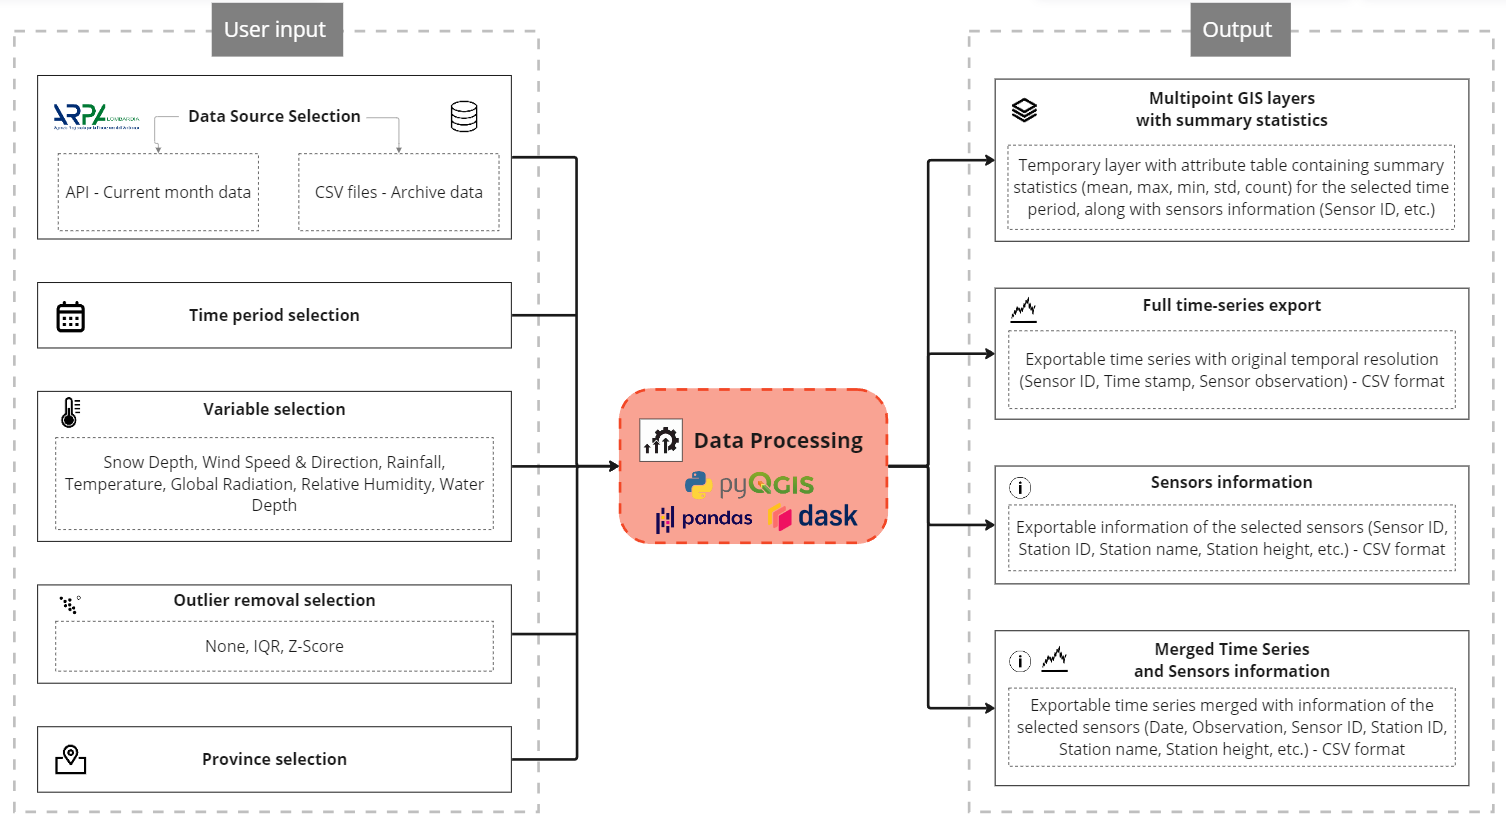 User input
ARPA LOMBARDIA
Data Source Selection
API - Current month data
CSV files - Archive data
Time period selection
Variable selection
Snow Depth, Wind Speed & Direction, Rainfall,
Temperature, Global Radiation, Relative Humidity, Water
Depth
Outlier removal selection
None, IQR, Z-Score
Province selection
Data Processing
pyQGIS
pandas
dask
Output
Multipoint GIS layers
with summary statistics
Temporary layer with attribute table containing summary
statistics (mean, max, min, std, count) for the selected time
period, along with sensors information (Sensor ID, etc.)
Full time-series export
Exportable time series with original temporal resolution
(Sensor ID, Time stamp, Sensor observation) - CSV format
Sensors information
Exportable information of the selected sensors (Sensor ID,
Station ID, Station name, Station height, etc.) - CSV format
Merged Time Series
and Sensors information
Exportable time series merged with information of the
selected sensors (Date, Observation, Sensor ID, Station ID,
Station name, Station height, etc.) - CSV format